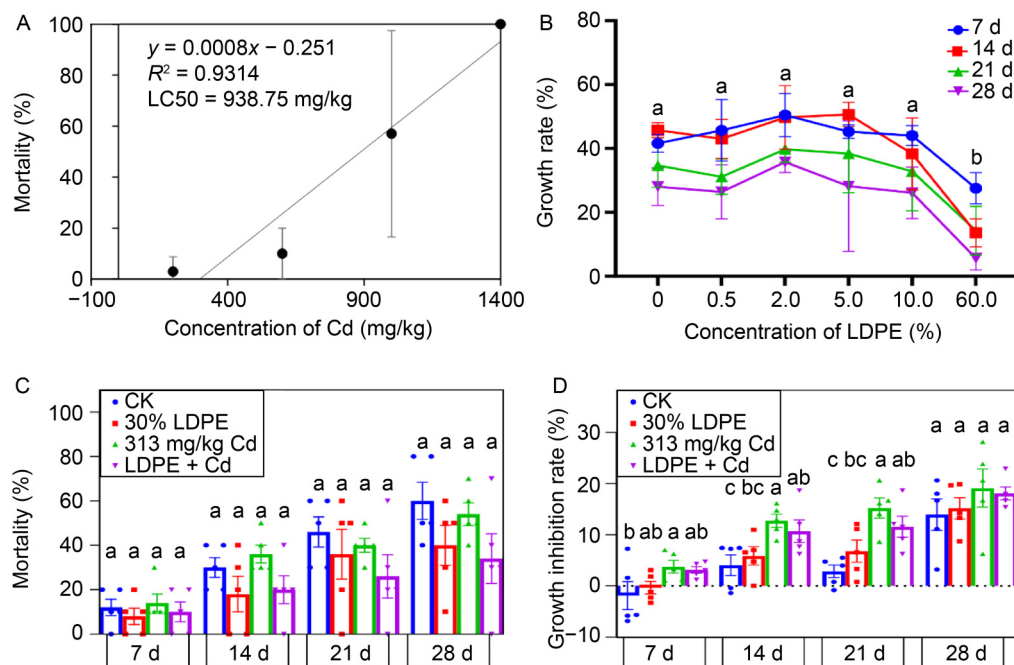 A
Mortality (%)
100
80
60
40
20
0
y = 0.0008x − 0.251
R² = 0.9314
LC50 = 938.75 mg/kg
−100
400
900
1400
Concentration of Cd (mg/kg)
B
Growth rate (%)
80
60
40
20
0
7 d
14 d
21 d
28 d
a a a a a b
0 0.5 2.0 5.0 10.0 60.0
Concentration of LDPE (%)
C
Mortality (%)
100
80
60
40
20
0
CK
30% LDPE
313 mg/kg Cd
LDPE + Cd
a a a a
a a a a
a a a a
a a a a
7 d 14 d 21 d 28 d
D
Growth inhibition rate (%)
30
20
10
0
−10
CK
30% LDPE
313 mg/kg Cd
LDPE + Cd
b ab a ab
c bc a ab
c bc a ab
a a a a
7 d 14 d 21 d 28 d